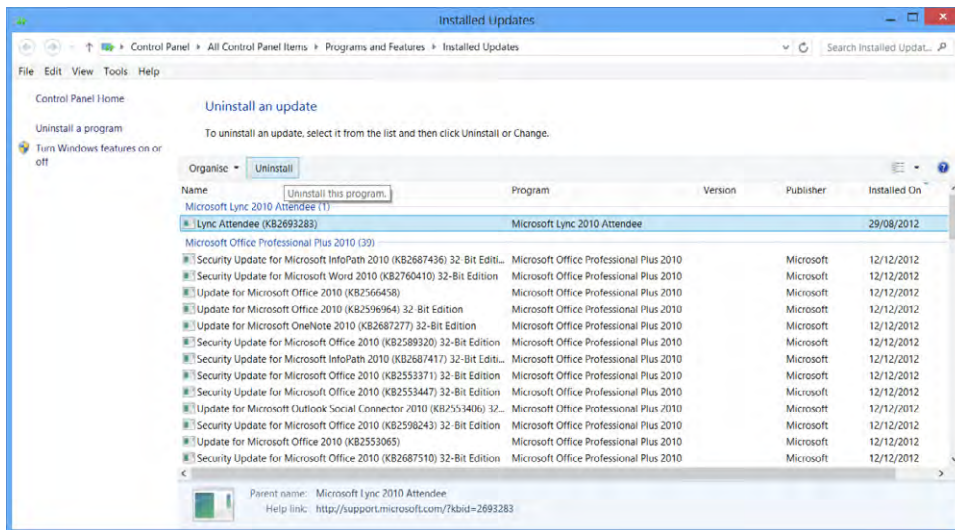 Installed Updates
Control Panel ▸ All Control Panel Items ▸ Programs and Features ▸ Installed Updates
Search Installed Updat...
File Edit View Tools Help
Control Panel Home
Uninstall a program
Turn Windows features on or
off
Uninstall an update
To uninstall an update, select it from the list and then click Uninstall or Change.
Organise Uninstall
Name Program Version Publisher Installed On
Uninstall this program.
Microsoft Lync 2010 Attendee (1)
Lync Attendee (KB2693283) Microsoft Lync 2010 Attendee 29/08/2012
Microsoft Office Professional Plus 2010 (39)
Security Update for Microsoft InfoPath 2010 (KB2687436) 32-Bit Editi... Microsoft Office Professional Plus 2010 Microsoft 12/12/2012
Security Update for Microsoft Word 2010 (KB2760410) 32-Bit Edition Microsoft Office Professional Plus 2010 Microsoft 12/12/2012
Update for Microsoft Office 2010 (KB2566458) Microsoft Office Professional Plus 2010 Microsoft 12/12/2012
Update for Microsoft Office 2010 (KB2596964) 32-Bit Edition Microsoft Office Professional Plus 2010 Microsoft 12/12/2012
Update for Microsoft OneNote 2010 (KB2687277) 32-Bit Edition Microsoft Office Professional Plus 2010 Microsoft 12/12/2012
Security Update for Microsoft Office 2010 (KB2589320) 32-Bit Edition Microsoft Office Professional Plus 2010 Microsoft 12/12/2012
Security Update for Microsoft InfoPath 2010 (KB2687417) 32-Bit Editi... Microsoft Office Professional Plus 2010 Microsoft 12/12/2012
Security Update for Microsoft Office 2010 (KB2553371) 32-Bit Edition Microsoft Office Professional Plus 2010 Microsoft 12/12/2012
Security Update for Microsoft Office 2010 (KB2553447) 32-Bit Edition Microsoft Office Professional Plus 2010 Microsoft 12/12/2012
Update for Microsoft Outlook Social Connector 2010 (KB2553406) 32... Microsoft Office Professional Plus 2010 Microsoft 12/12/2012
Security Update for Microsoft Office 2010 (KB2598243) 32-Bit Edition Microsoft Office Professional Plus 2010 Microsoft 12/12/2012
Update for Microsoft Office 2010 (KB2553065) Microsoft Office Professional Plus 2010 Microsoft 12/12/2012
Security Update for Microsoft Office 2010 (KB2687510) 32-Bit Edition Microsoft Office Professional Plus 2010 Microsoft 12/12/2012
Parent name: Microsoft Lync 2010 Attendee
Help link: http://support.microsoft.com/?kbid=2693283